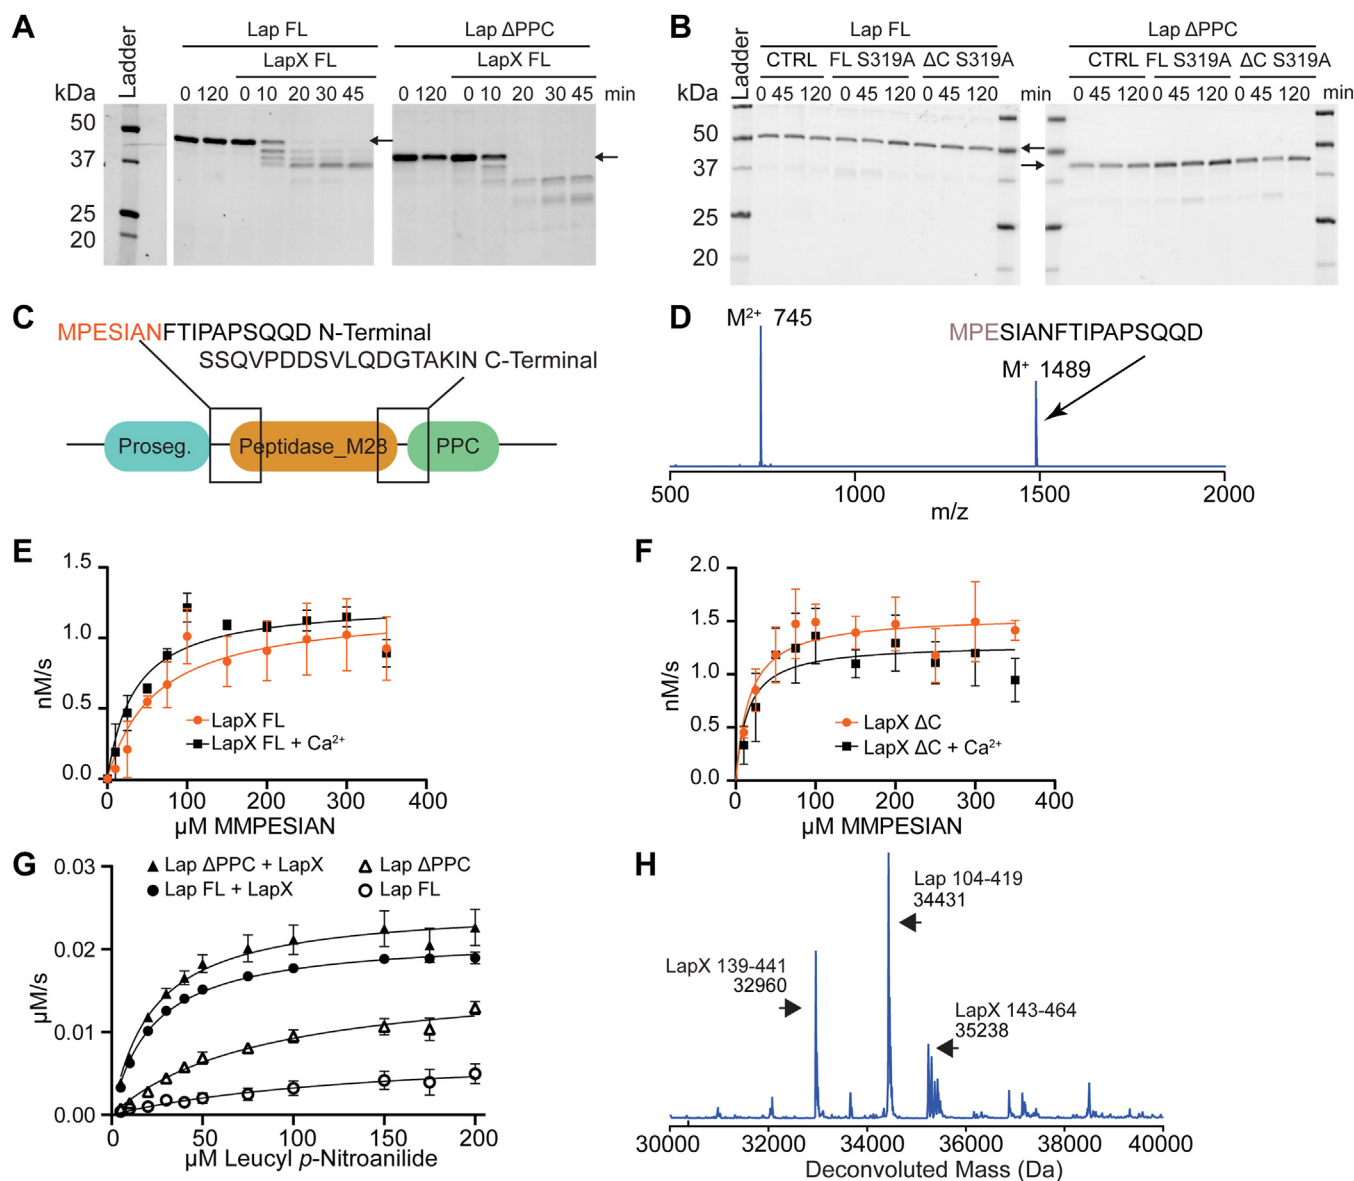 A
Lap FL
Lap ΔPPC
Ladder
LapX FL
LapX FL
kDa
0 120 0 10 20 30 45
0 120 0 10 20 30 45 min
50
37
25
20
B
Lap FL
Lap ΔPPC
Ladder
CTRL FL S319A ΔC S319A
CTRL FL S319A ΔC S319A
kDa
0 45 120 0 45 120 0 45 120 min
0 45 120 0 45 120 0 45 120 min
50
37
25
20
C
MPESIANFTIPAPSQQD N-Terminal
SSQVPDDSVLQDGTAKIN C-Terminal
Proseg.
Peptidase_M28
PPC
D
M2+ 745
MPESIANFTIPAPSQQD
M+ 1489
500 1000 1500 2000
m/z
E
1.5
1.0
0.5
0.0
nM/s
LapX FL
LapX FL + Ca2+
0 100 200 300 400
μM MMPESIAN
F
2.0
1.5
1.0
0.5
0.0
nM/s
LapX ΔC
LapX ΔC + Ca2+
0 100 200 300 400
μM MMPESIAN
G
0.03
0.02
0.01
0.00
μM/s
Lap ΔPPC + LapX
Lap ΔPPC
Lap FL + LapX
Lap FL
0 50 100 150 200
μM Leucyl p-Nitroanilide
H
Lap 104-419
34431
LapX 139-441
32960
LapX 143-464
35238
30000 32000 34000 36000 38000 40000
Deconvoluted Mass (Da)